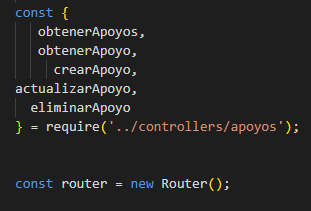 const {
obtenerApoyos,
obtenerApoyo,
crearApoyo,
actualizarApoyo,
eliminarApoyo
} = require('../controllers/apoyos');
const router = new Router();